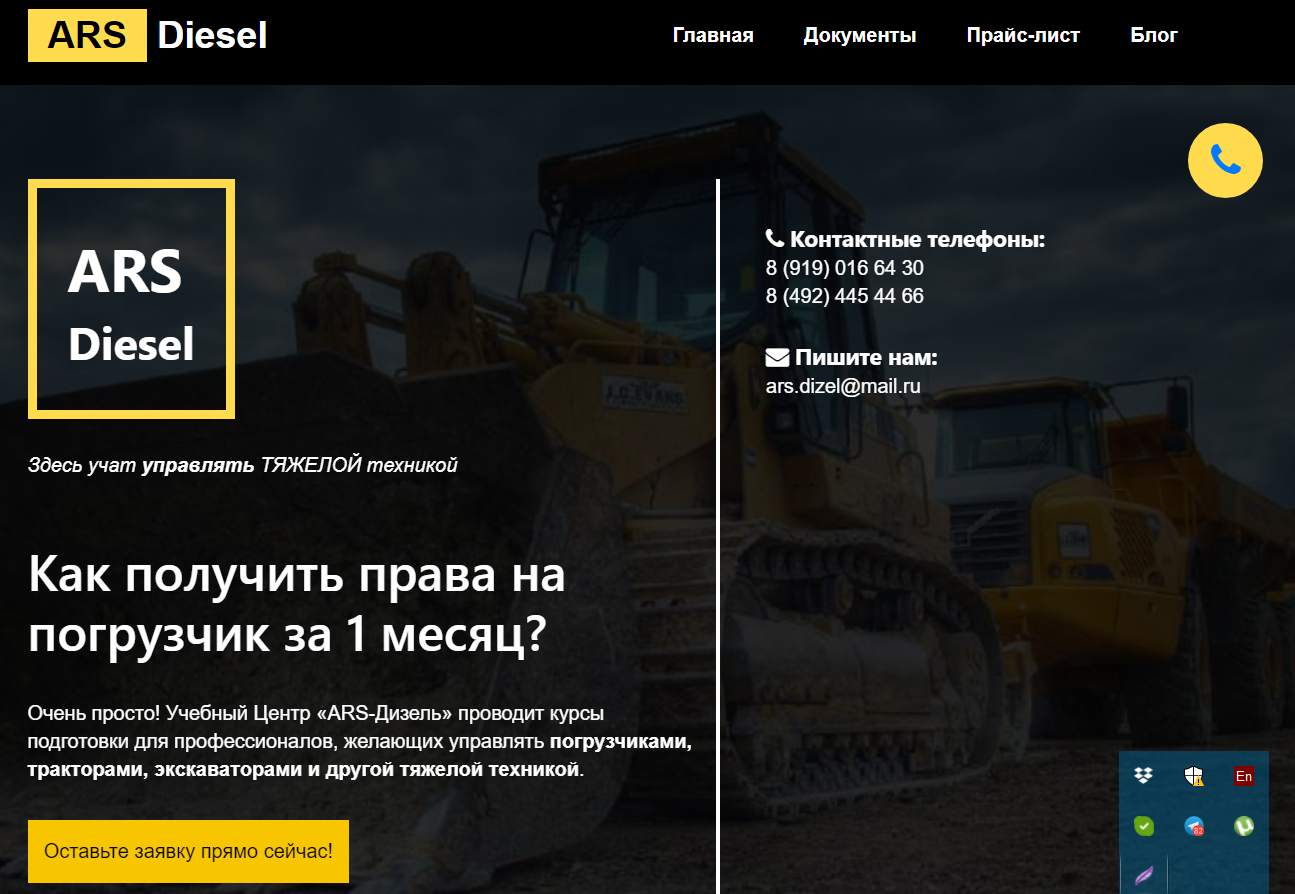 ARS Diesel
Главная Документы Прайс-лист Блог
ARS
Diesel
Здесь учат управлять ТЯЖЕЛОЙ техникой
Как получить права на
погрузчик за 1 месяц?
Очень просто! Учебный Центр «ARS-Дизель» проводит курсы
подготовки для профессионалов, желающих управлять погрузчиками,
тракторами, экскаваторами и другой тяжелой техникой.
Оставьте заявку прямо сейчас!
Контактные телефоны:
8 (919) 016 64 30
8 (492) 445 44 66
Пишите нам:
ars.dizel@mail.ru
J.C.EVANS
En
62